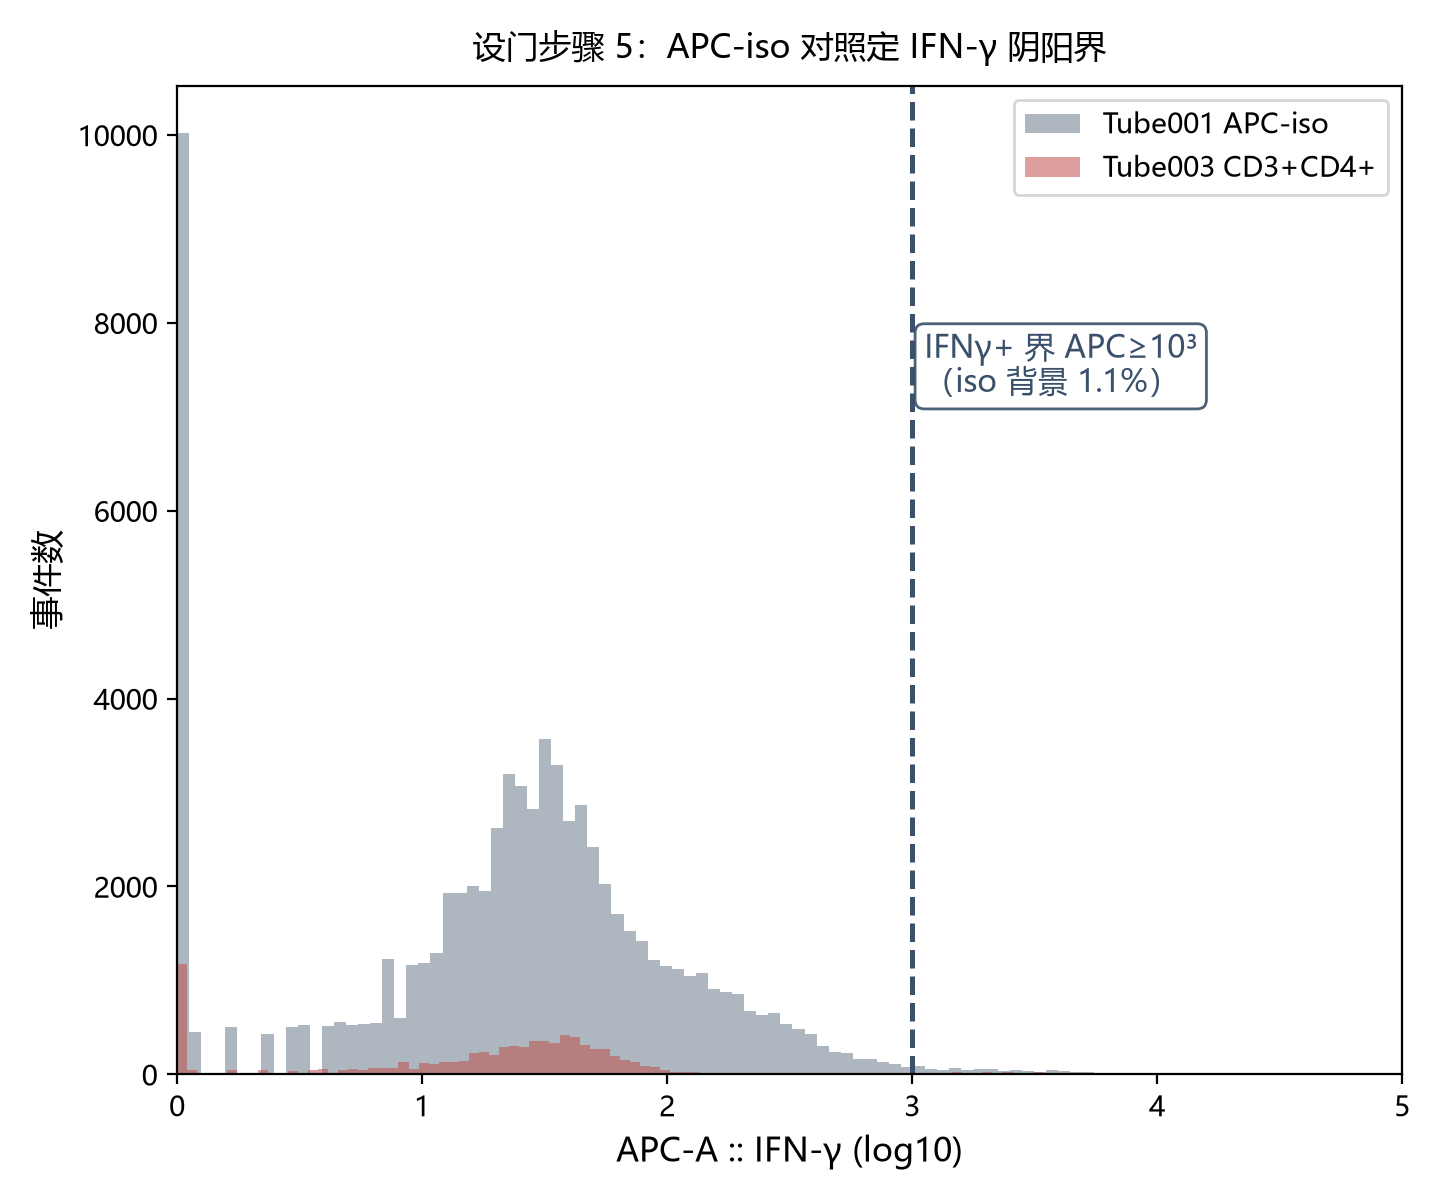 设门步骤 5：APC-iso 对照定 IFN-γ 阴阳界
Tube001 APC-iso
Tube003 CD3+CD4+
IFNγ+ 界 APC≥10³
（iso 背景 1.1%）
事件数
10000
8000
6000
4000
2000
0
0 1 2 3 4 5
APC-A :: IFN-γ (log10)